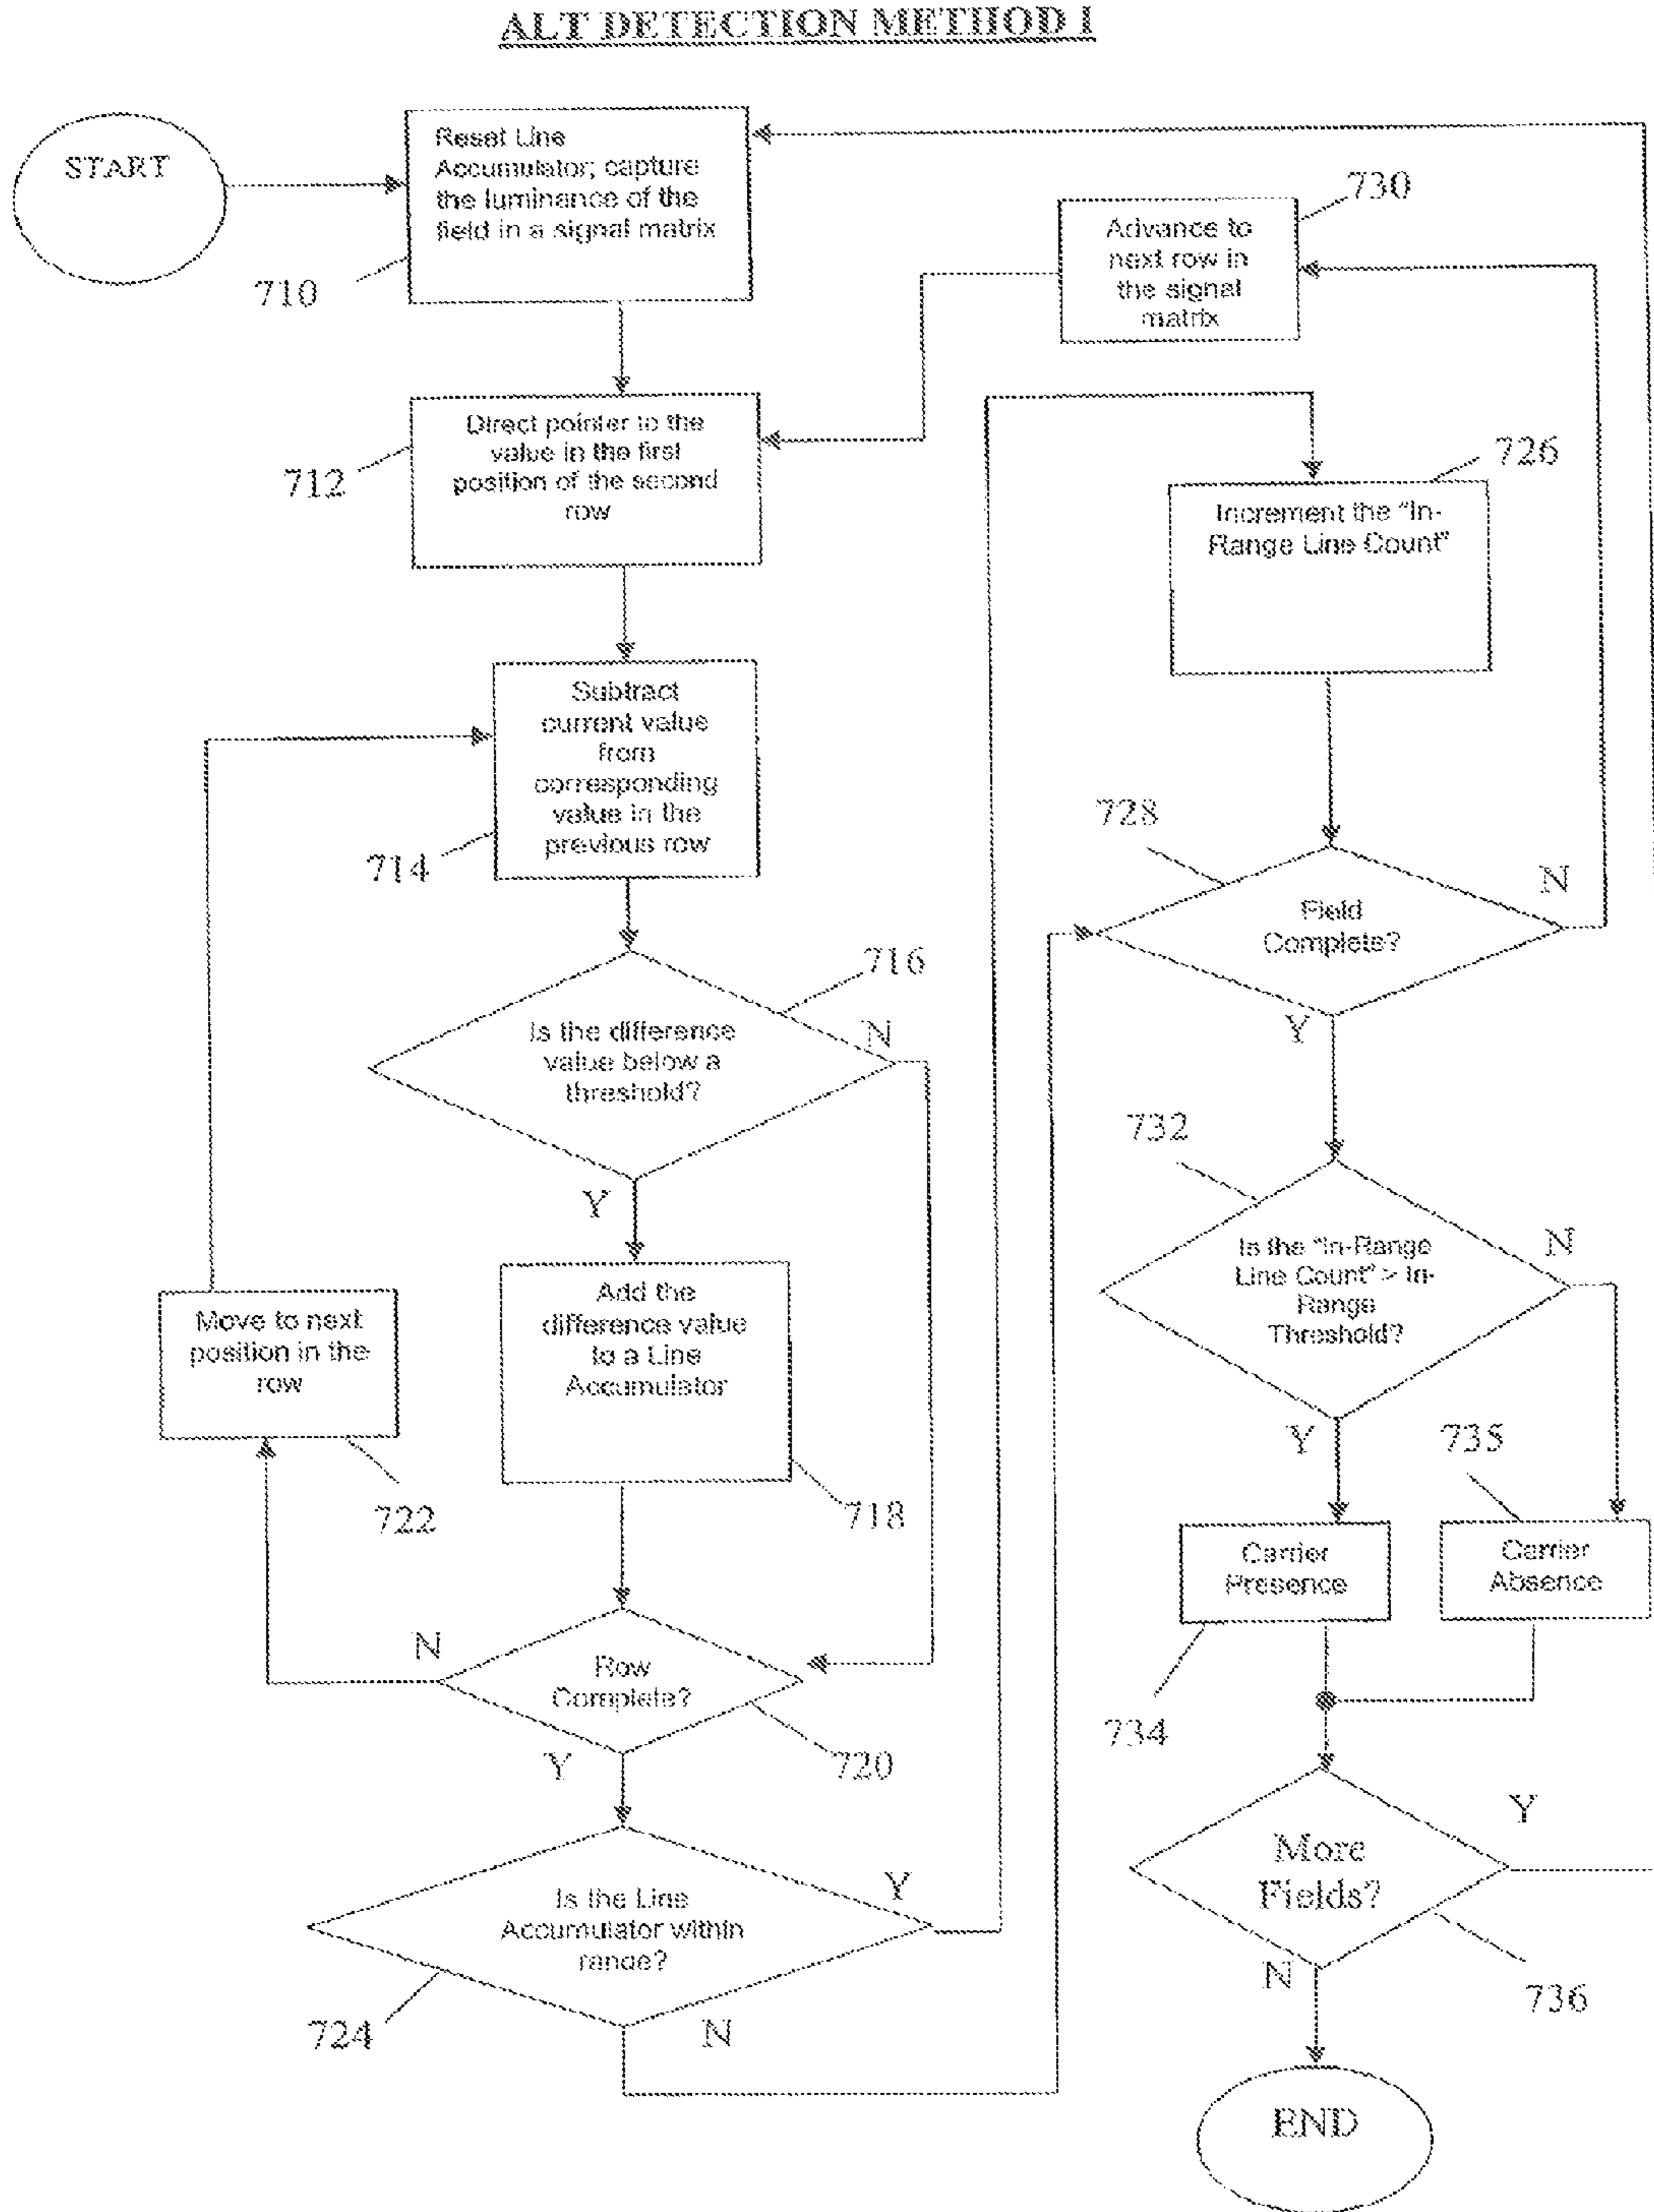 ALT DETECTION METHOD I
START
Reset Line
Accumulator; capture
the luminance of the
field in a signal matrix
710
730
Advance to
next row in
the signal
matrix
Direct pointer to the
value in the first
position of the second
row
712
726
Increment the "In-
Range Line Count"
Subtract
current value
from
corresponding
value in the
previous row
714
728
Field
Complete?
N
Y
716
Is the difference
value below a
threshold?
N
Y
732
Is the "In-Range
Line Count" > In-
Range
Threshold?
N
Y
Add the
difference value
to a Line
Accumulator
718
Move to next
position in the
row
722
735
Carrier
Presence
Carrier
Absence
734
N
Row
Complete?
Y
720
More
Fields?
Y
N
736
Is the Line
Accumulator within
range?
Y
724
N
END